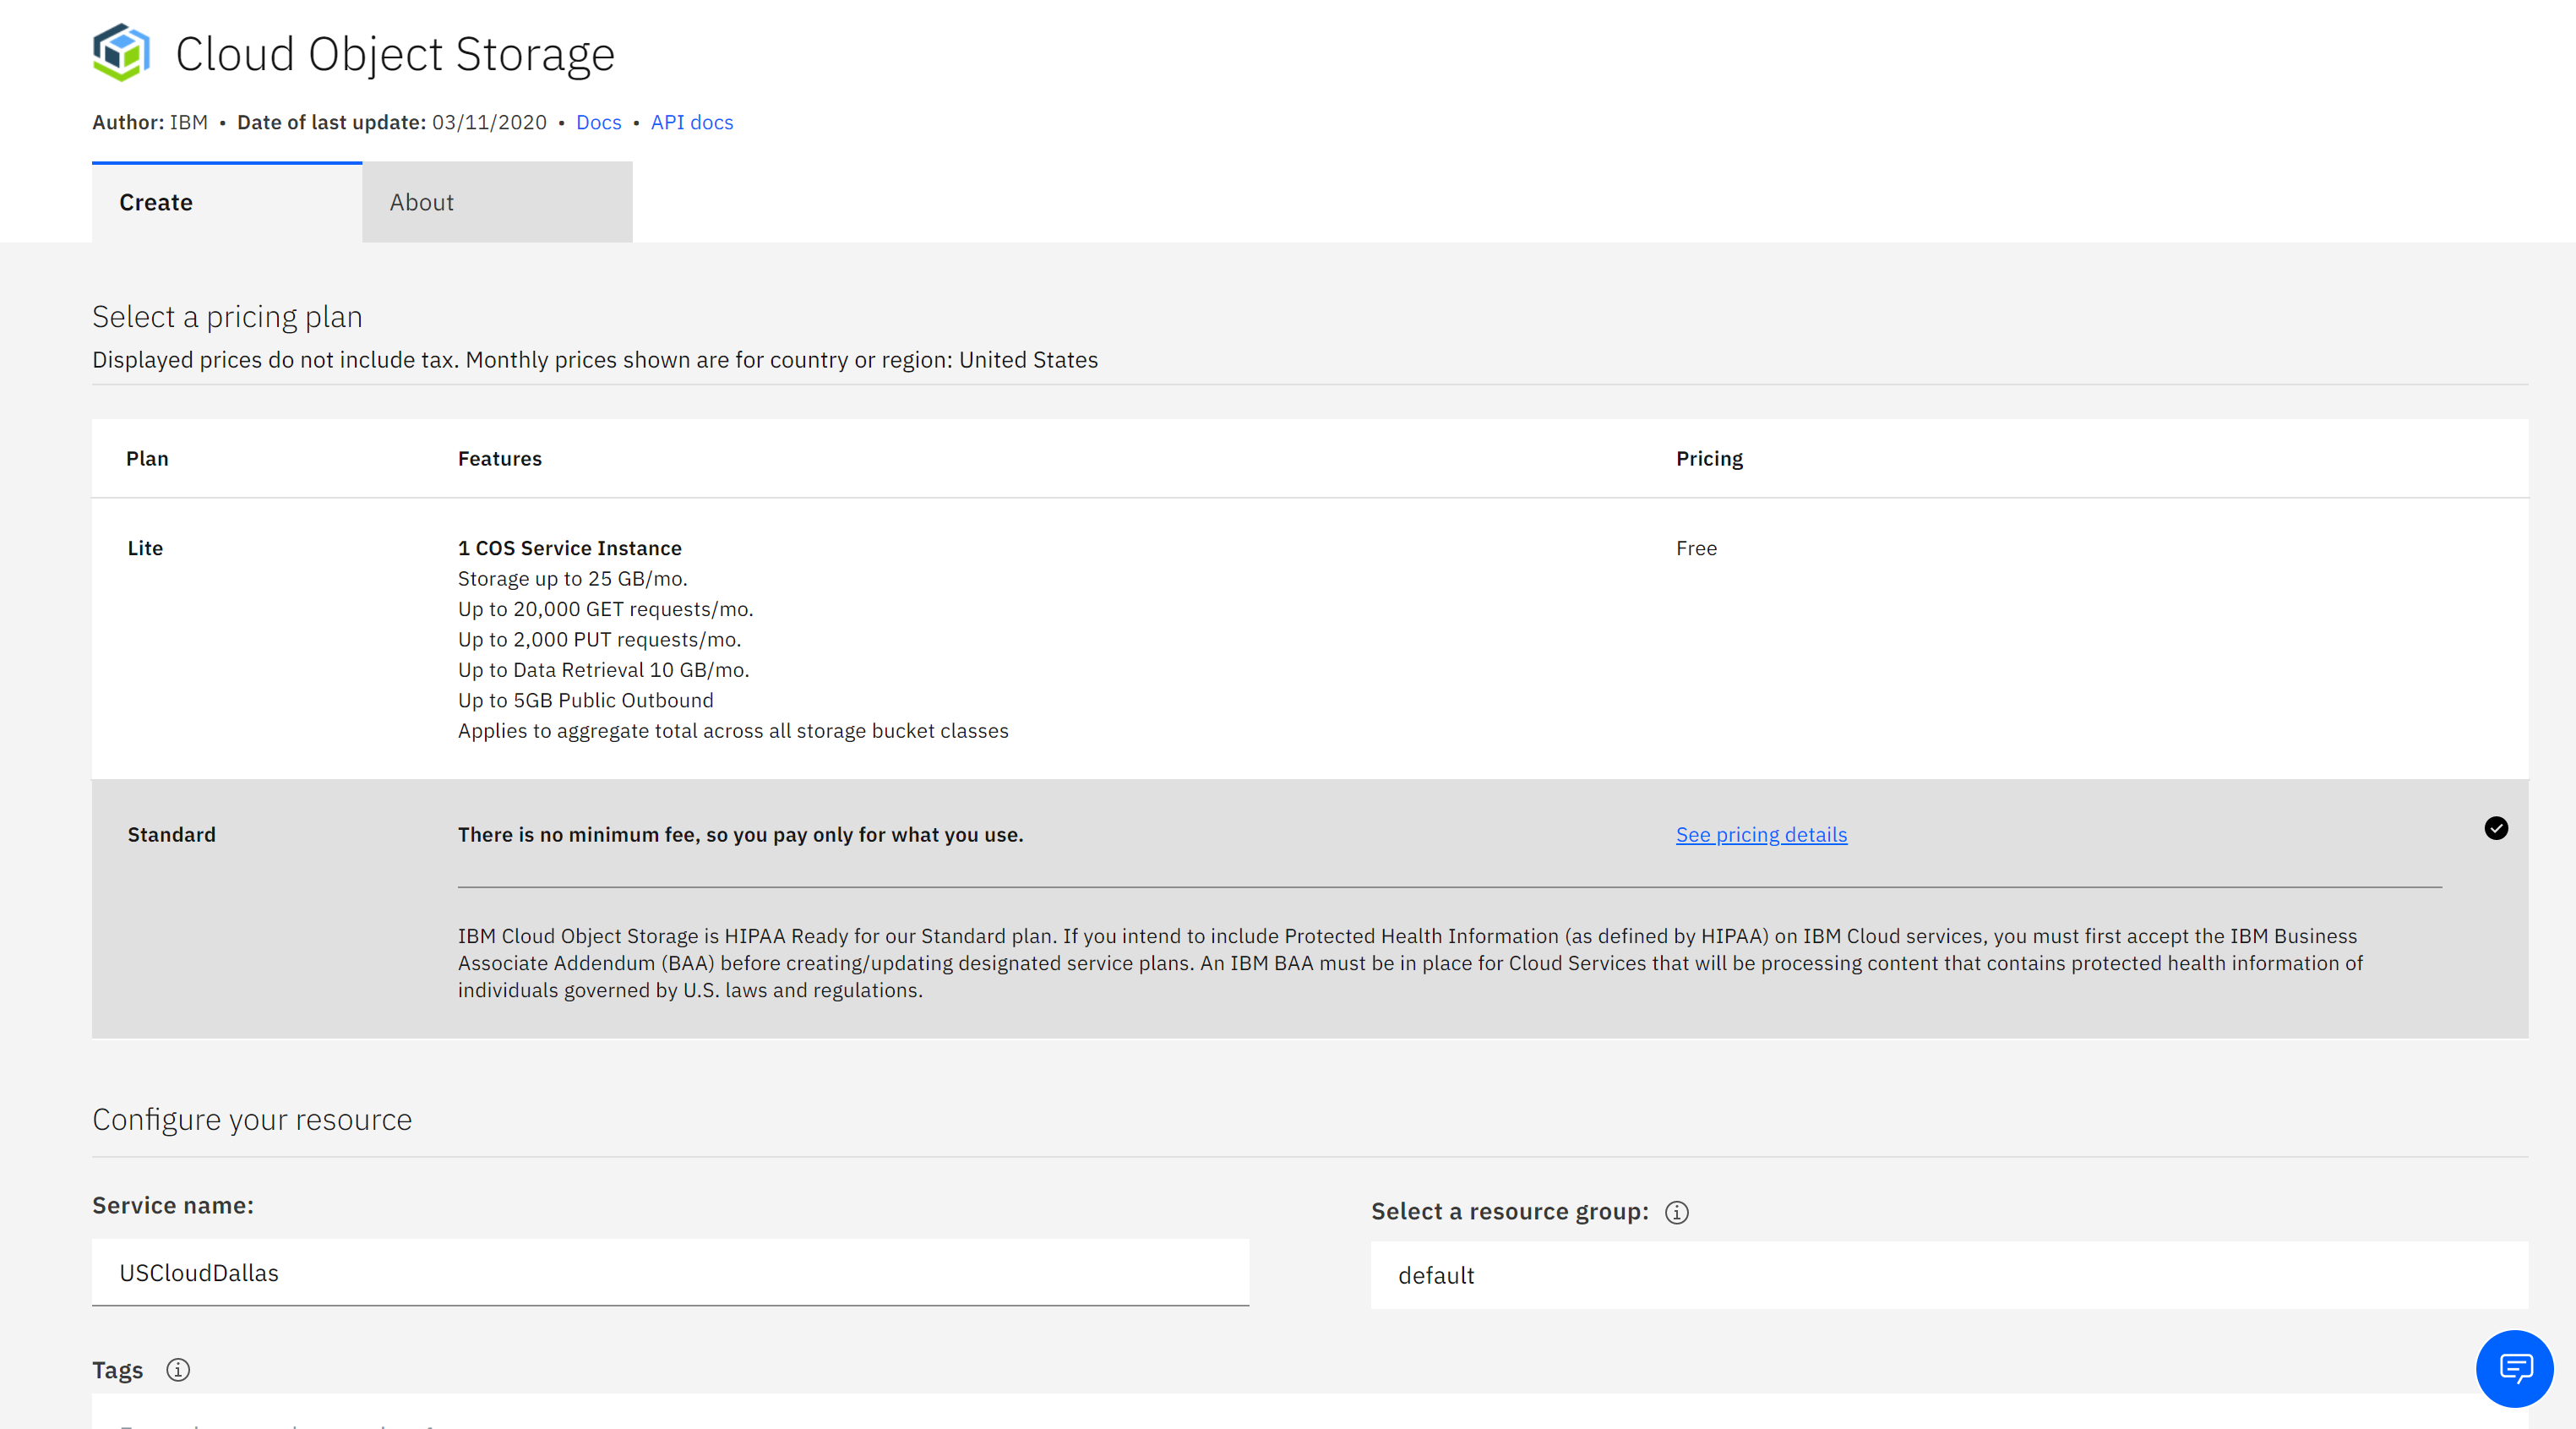 Cloud Object Storage
Author: IBM • Date of last update: 03/11/2020 • Docs • API docs
Create
About
Select a pricing plan
Displayed prices do not include tax. Monthly prices shown are for country or region: United States
Plan
Features
Pricing
Lite
1 COS Service Instance
Free
Storage up to 25 GB/mo.
Up to 20,000 GET requests/mo.
Up to 2,000 PUT requests/mo.
Up to Data Retrieval 10 GB/mo.
Up to 5GB Public Outbound
Applies to aggregate total across all storage bucket classes
Standard
There is no minimum fee, so you pay only for what you use.
See pricing details
IBM Cloud Object Storage is HIPAA Ready for our Standard plan. If you intend to include Protected Health Information (as defined by HIPAA) on IBM Cloud services, you must first accept the IBM Business
Associate Addendum (BAA) before creating/updating designated service plans. An IBM BAA must be in place for Cloud Services that will be processing content that contains protected health information of
individuals governed by U.S. laws and regulations.
Configure your resource
Service name:
Select a resource group:
USCloudDallas
default
Tags